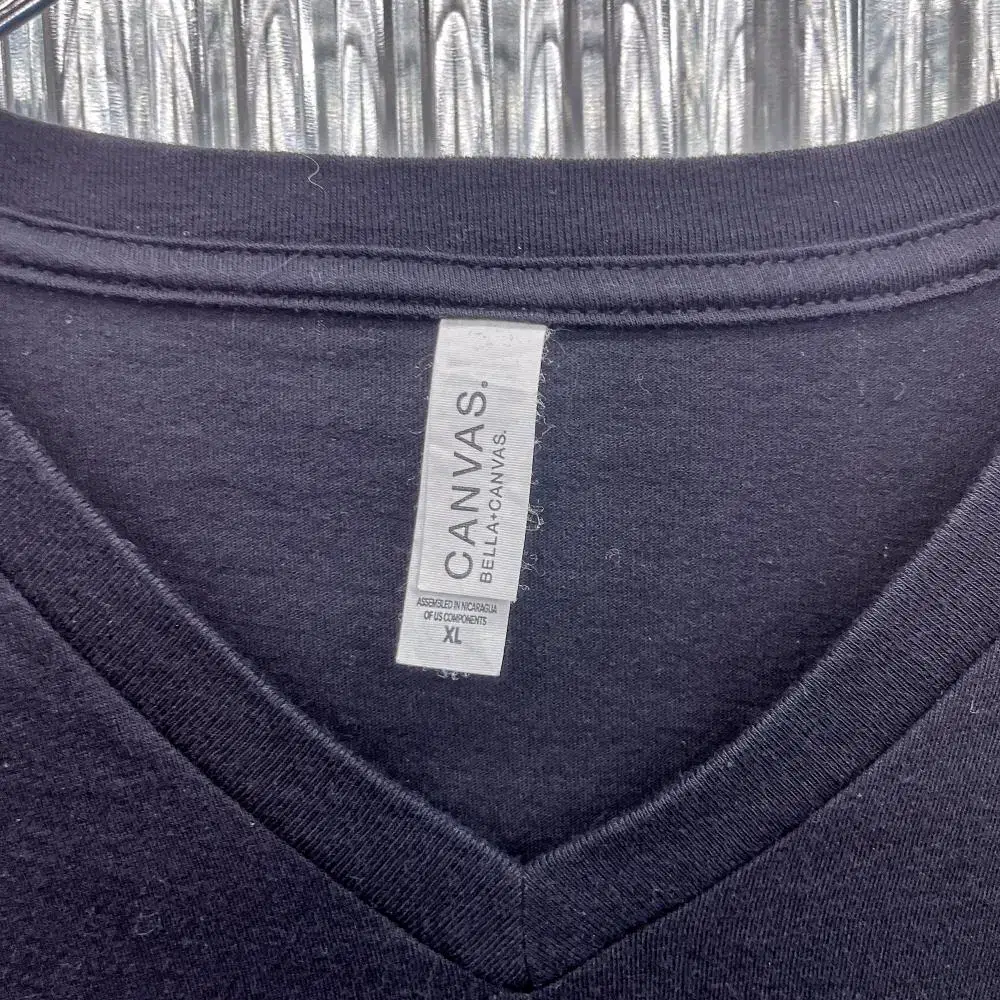 CANVAS.
BELLA+CANVAS.
ASSEMBLED IN NICARAGUA
OF US COMPONENTS
XL